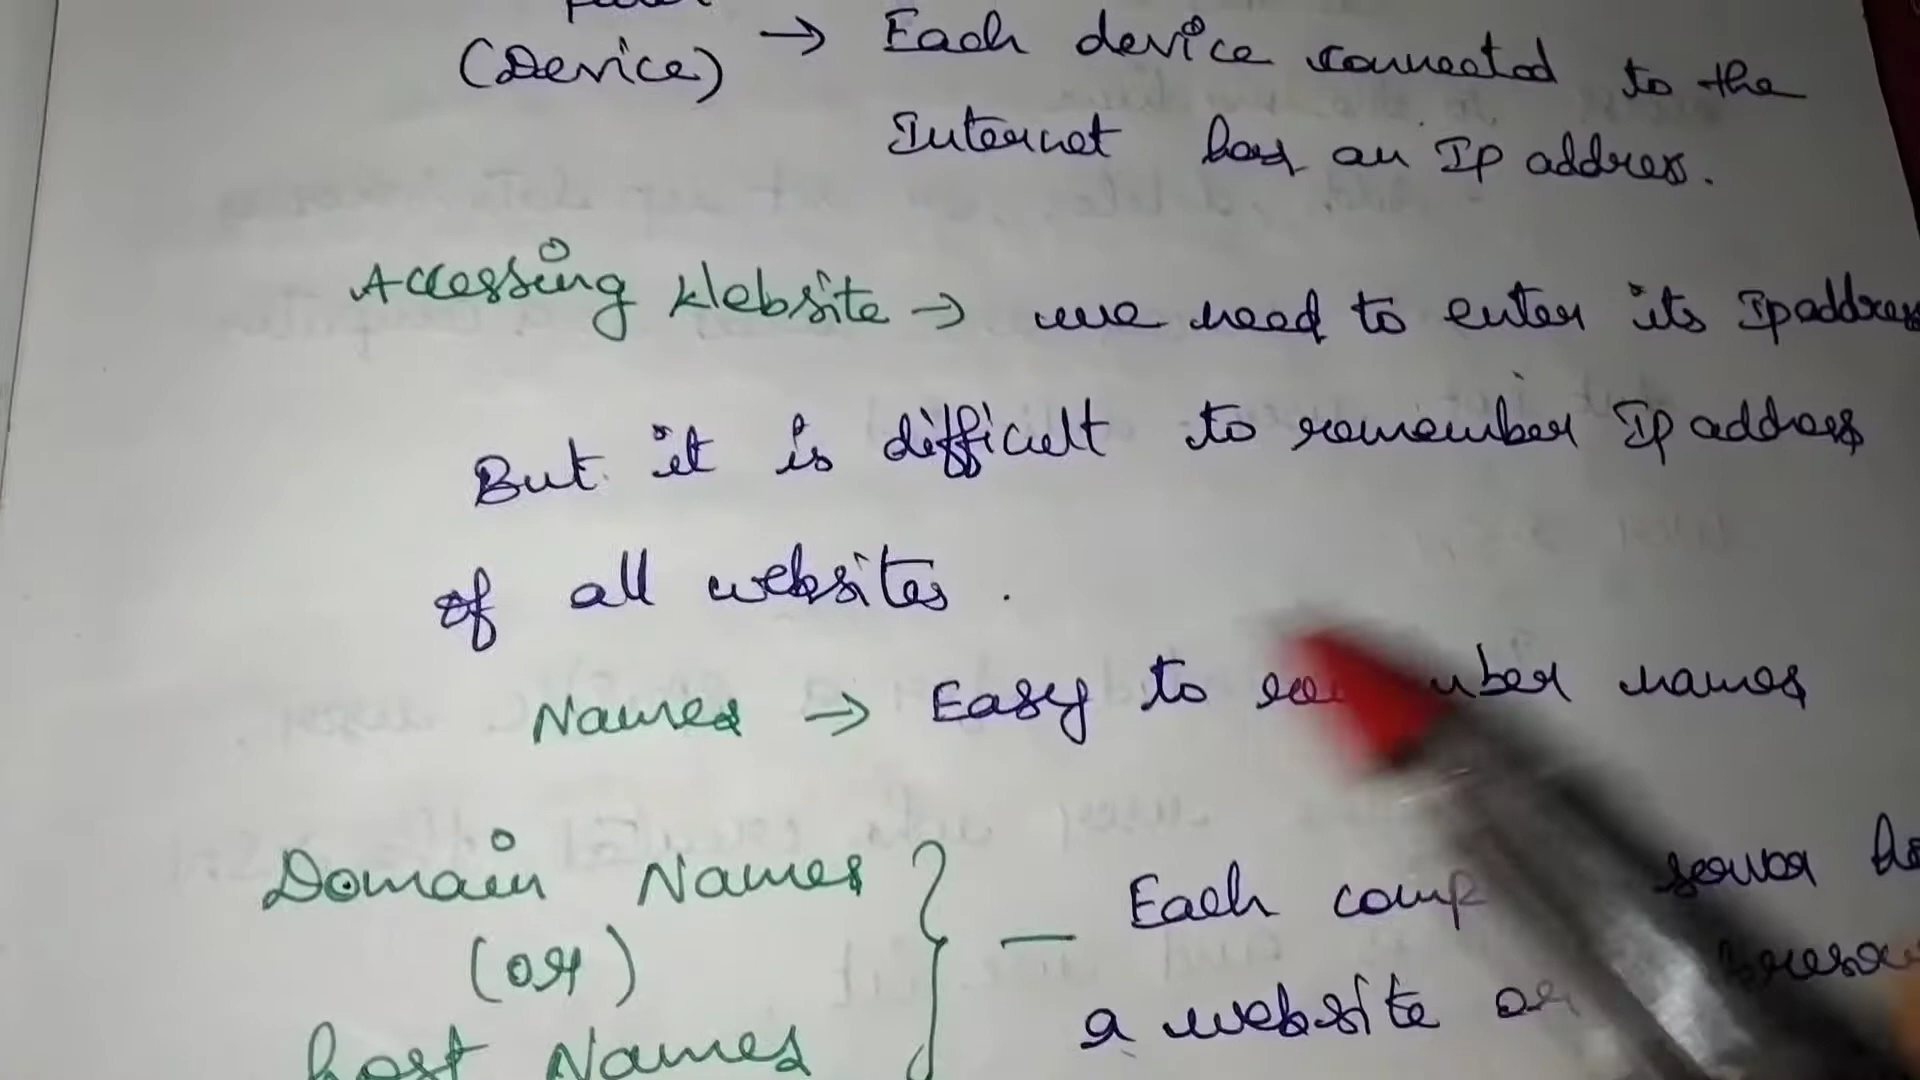 (Device) → Each device connected to the
Internet has an Ip address.
Accessing Website → we need to enter its Ip address
But it is difficult to remember Ip address
of all websites.
Names → Easy to names
Domain Names
(or)
host Names
} — Each server
a website or